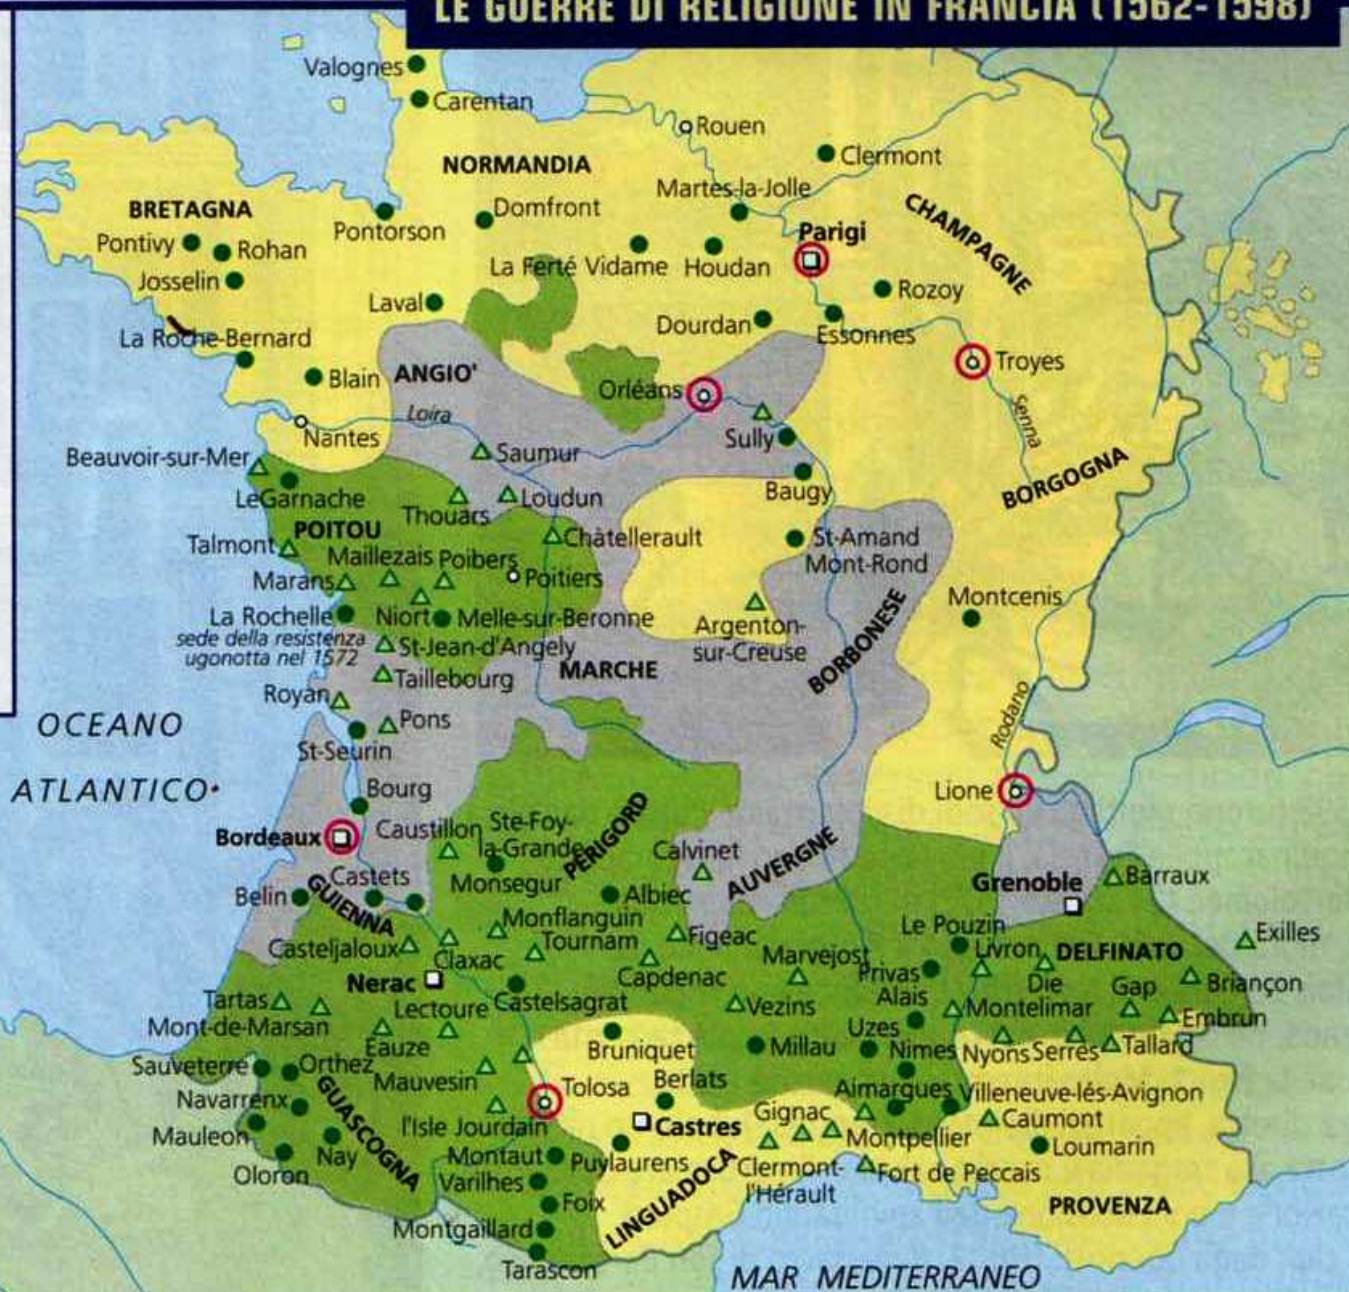 LE GUERRE DI RELIGIONE IN FRANCIA (1562-1598)
Valognes
Carentan
Rouen
NORMANDIA
Clermont
Martes-la-Jolle
CHAMPAGNE
BRETAGNA
Domfront
Pontorson
Parigi
Pontivy
Rohan
La Ferté Vidame
Houdan
Josselin
Rozoy
Laval
Dourdan
Essonnes
La Roche-Bernard
Troyes
Blain
ANGIO'
Orléans
Loira
Senna
Nantes
Sully
Saumur
Beauvoir-sur-Mer
BORGOGNA
LeGarnache
Loudun
Baugy
Thouars
POITOU
Châtellerault
St-Amand
Mont-Rond
Talmont
Maillezais
Poibers
Marans
Poitiers
Montcenis
La Rochelle
Niort
Melle-sur-Beronne
sede della resistenza
ugonotta nel 1572
Argenton-
sur-Creuse
BORBONESE
St-Jean-d'Angely
MARCHE
Taillebourg
Royan
Pons
Rodano
OCEANO
ATLANTICO
St-Seurin
Bourg
Lione
Bordeaux
Caustillon
Ste-Foy-
la-Grande
PÉRIGORD
Calvinet
AUVERGNE
Castets
Monsegur
Grenoble
Barraux
Belin
GUIENNA
Albiec
Monflanguin
Le Pouzin
Exilles
Casteljaloux
Tournam
Figeac
Livron
DELFINATO
Claxac
Marvejost
Nerac
Capdenac
Privas
Die
Briançon
Tartas
Lectoure
Castelsagrat
Vezins
Alais
Montelimar
Gap
Mont-de-Marsan
Embrun
Uzes
Eauze
Bruniquet
Millau
Nimes
Nyons
Serres
Tallard
Sauveterre
Orthez
Mauvesin
Tolosa
Berlats
Aimargues
Villeneuve-lés-Avignon
Navarrenx
GUASCOGNA
l'Isle Jourdain
Castres
Gignac
Caumont
Mauleon
Montpellier
Nay
Montaut
Puylaurens
Clermont-
l'Hérault
Loumarin
Oloron
Varilhes
Fort de Peccais
Foix
LINGUADOCA
PROVENZA
Montgaillard
Tarascon
MAR MEDITERRANEO